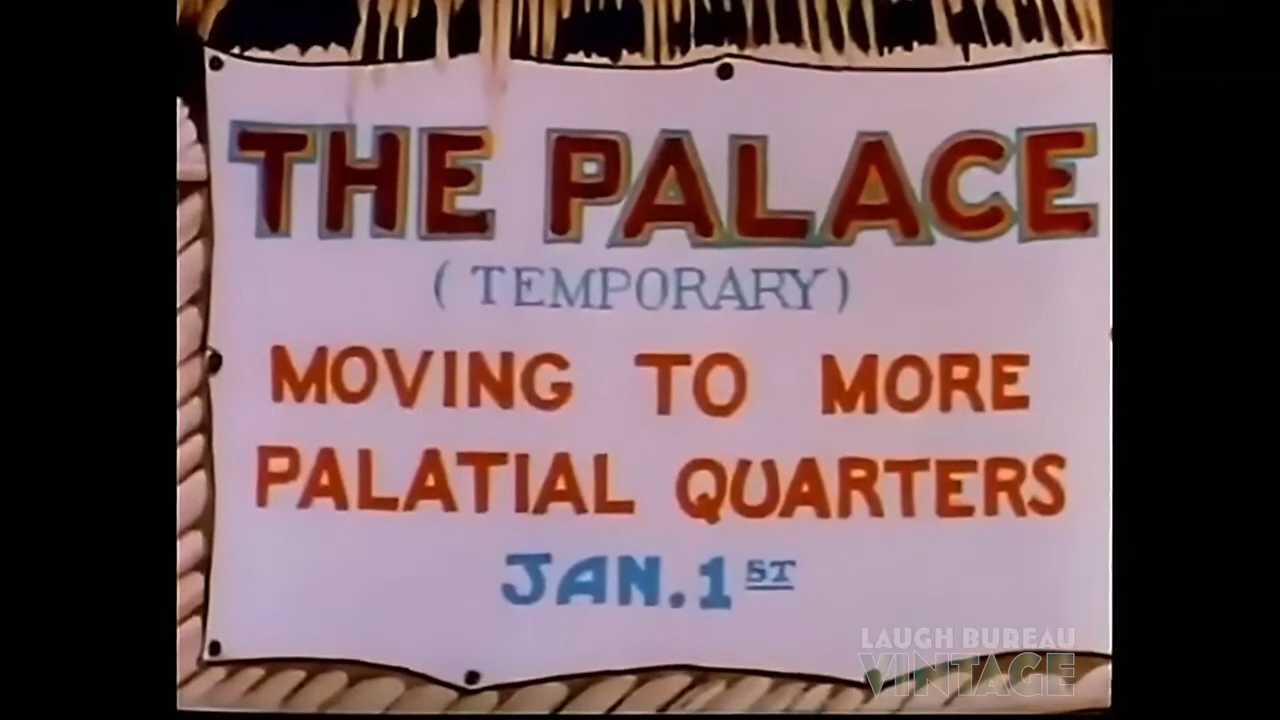 THE PALACE
(TEMPORARY)
MOVING TO MORE
PALATIAL QUARTERS
JAN. 1ST
LAUGH BUREAU
VINTAGE